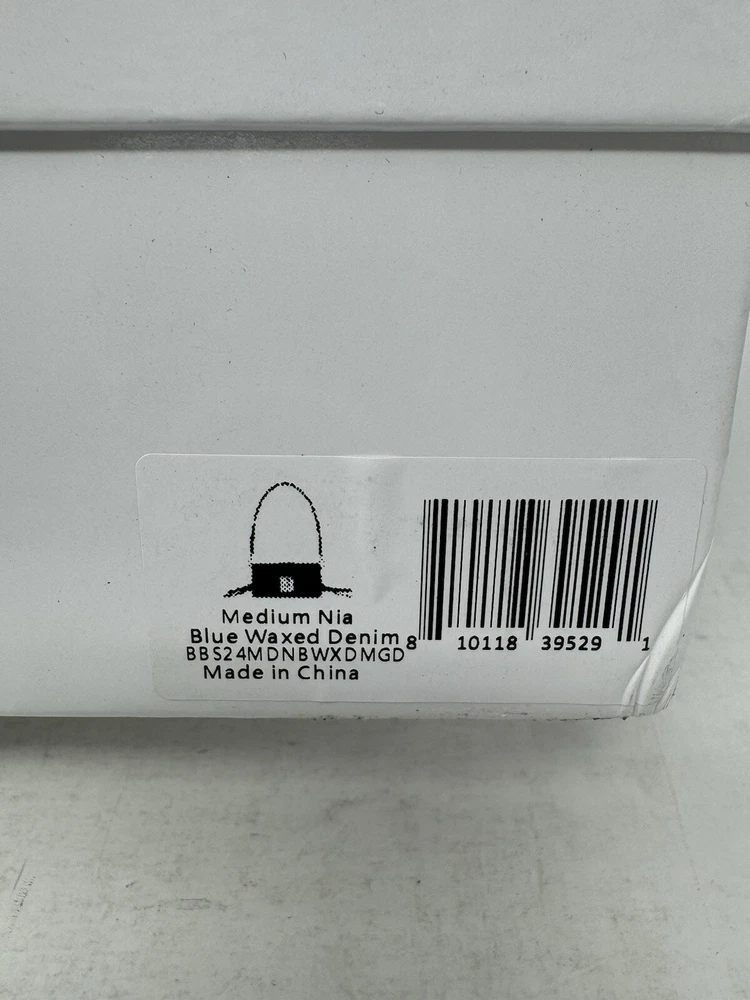 B
Medium Nia
Blue Waxed Denim
BBS24MDNBWXDMGD
Made in China
8 10118 39529 1